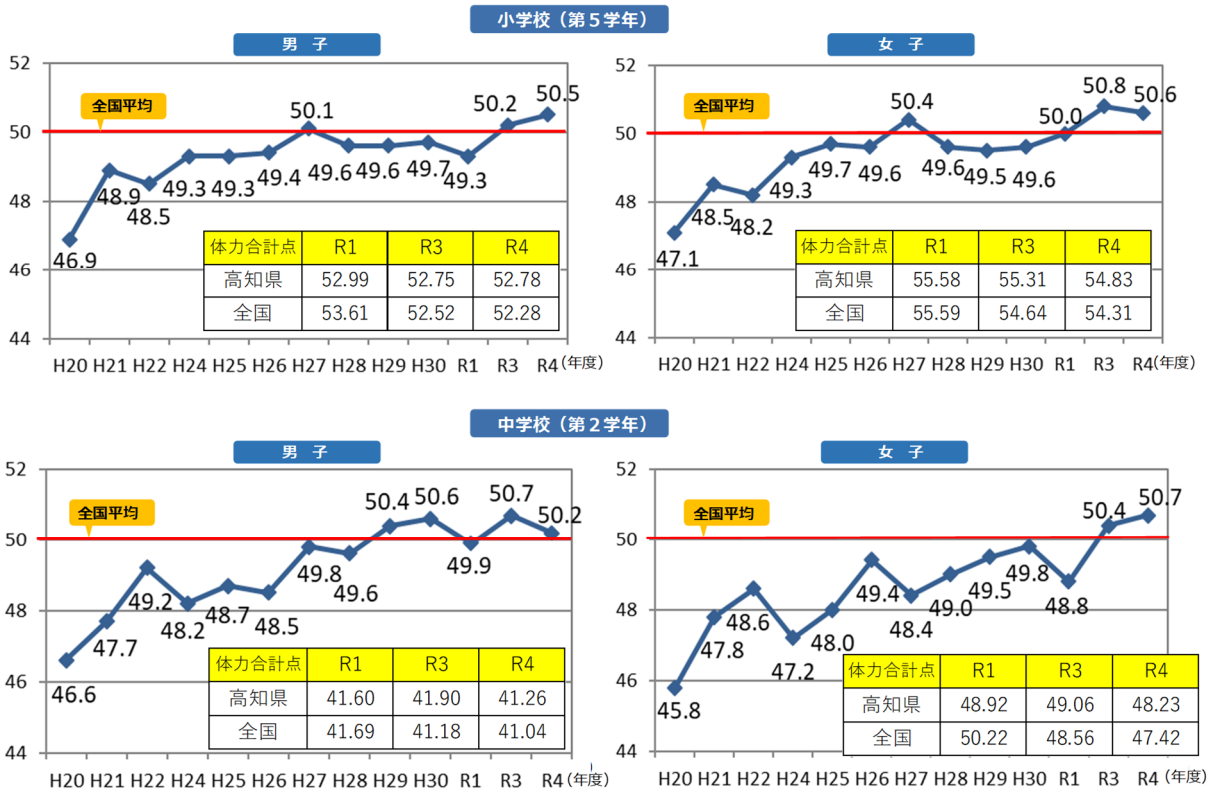 小学校（第５学年）
男　子
52
50
48
46
44
全国平均
46.9
48.9
48.5
49.3
49.3
49.4
50.1
49.6
49.6
49.7
49.3
50.2
50.5
体力合計点 R1 R3 R4
高知県 52.99 52.75 52.78
全国 53.61 52.52 52.28
H20 H21 H22 H24 H25 H26 H27 H28 H29 H30 R1 R3 R4 (年度)
女　子
52
50
48
46
44
全国平均
47.1
48.5
48.2
49.3
49.7
49.6
50.4
49.6
49.5
49.6
50.0
50.8
50.6
体力合計点 R1 R3 R4
高知県 55.58 55.31 54.83
全国 55.59 54.64 54.31
H20 H21 H22 H24 H25 H26 H27 H28 H29 H30 R1 R3 R4 (年度)
中学校（第２学年）
男　子
52
50
48
46
44
全国平均
46.6
47.7
49.2
48.2
48.7
48.5
49.8
49.6
50.4
50.6
49.9
50.7
50.2
体力合計点 R1 R3 R4
高知県 41.60 41.90 41.26
全国 41.69 41.18 41.04
H20 H21 H22 H24 H25 H26 H27 H28 H29 H30 R1 R3 R4 (年度)
女　子
52
50
48
46
44
全国平均
45.8
47.8
48.6
47.2
48.0
49.4
48.4
49.0
49.5
49.8
48.8
50.4
50.7
体力合計点 R1 R3 R4
高知県 48.92 49.06 48.23
全国 50.22 48.56 47.42
H20 H21 H22 H24 H25 H26 H27 H28 H29 H30 R1 R3 R4 (年度)